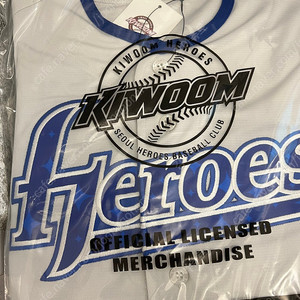 KIWOOM HEROES
KIWOOM
SEOUL HEROES BASEBALL CLUB
Heroes
OFFICIAL LICENSED
MERCHANDISE